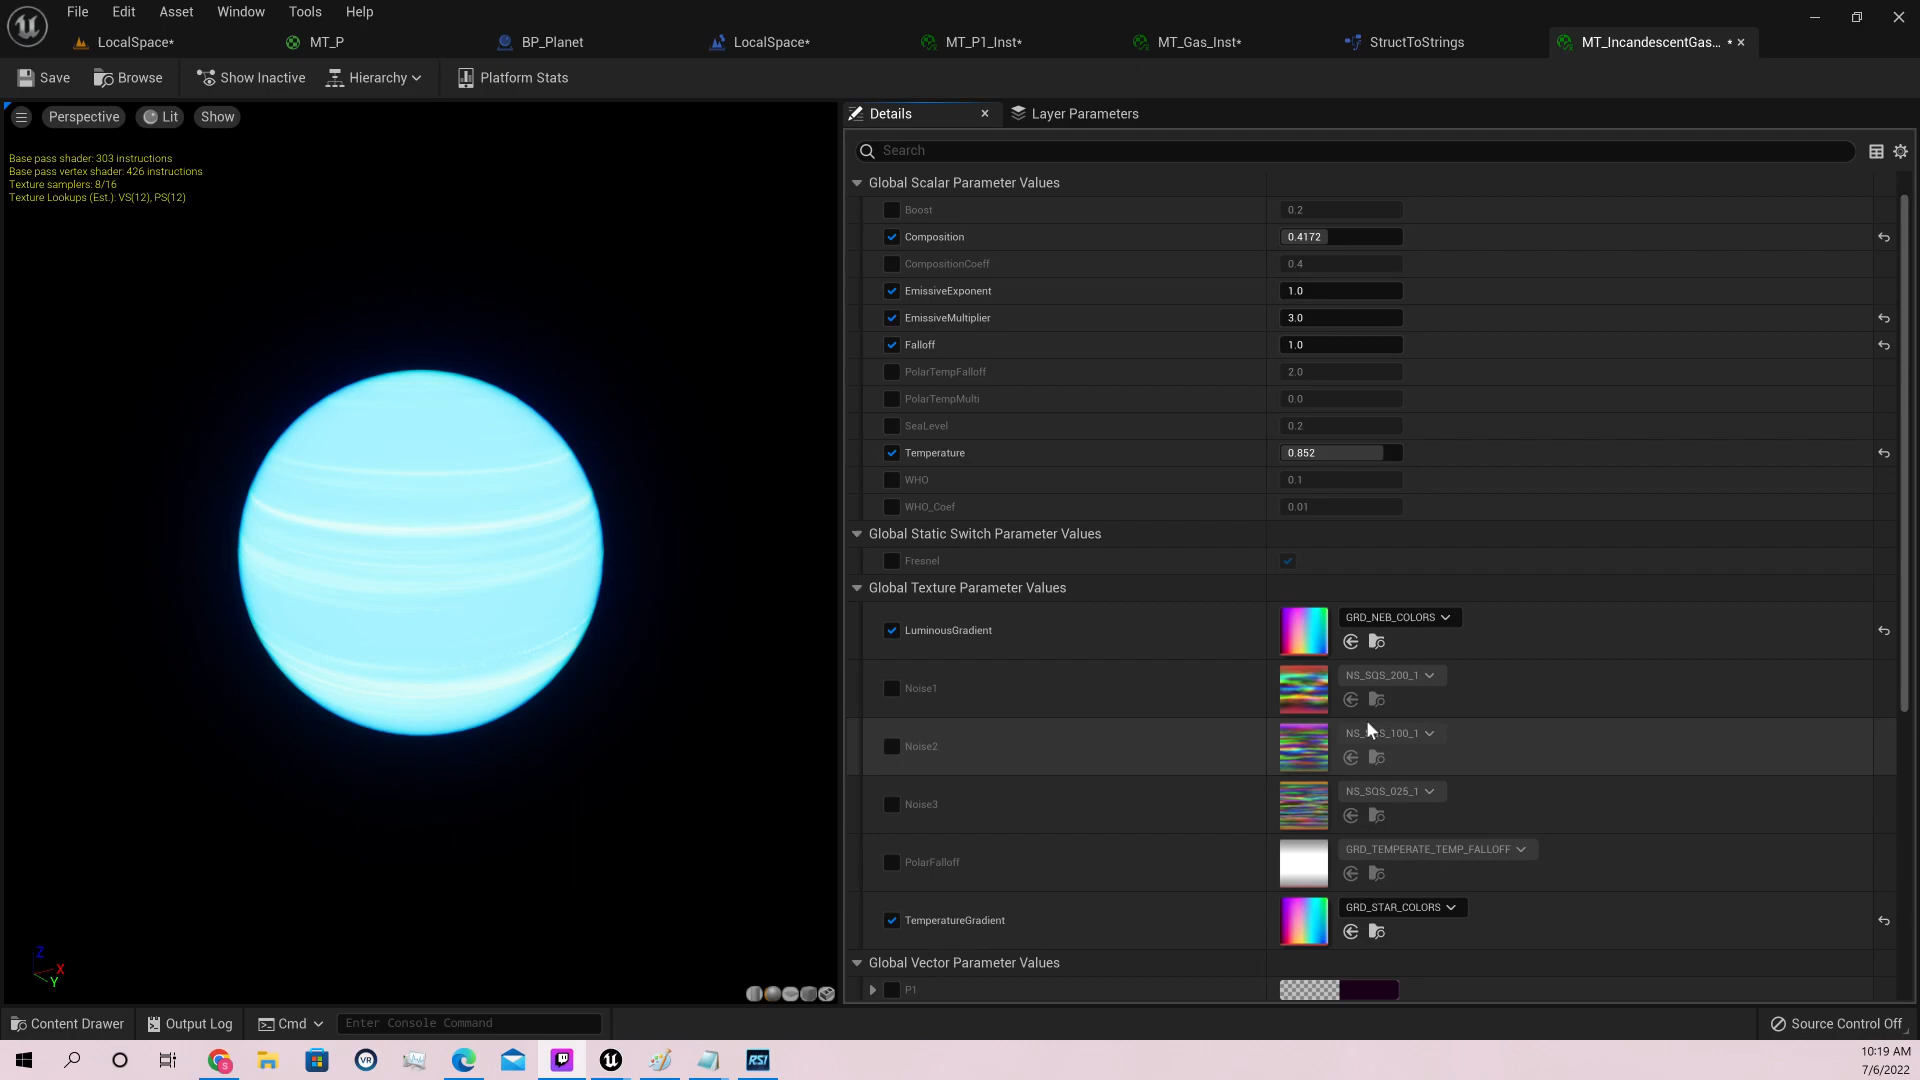 File Edit Asset Window Tools Help
LocalSpace* MT_P BP_Planet LocalSpace* MT_P1_Inst* MT_Gas_Inst* StructToStrings MT_IncandescentGas... *
Save Browse Show Inactive Hierarchy Platform Stats
Perspective Lit Show
Base pass shader: 303 instructions
Base pass vertex shader: 426 instructions
Texture samplers: 8/16
Texture Lookups (Est.): VS(12), PS(12)
Details Layer Parameters
Search
Global Scalar Parameter Values
Boost 0.2
Composition 0.4172
CompositionCoeff 0.4
EmissiveExponent 1.0
EmissiveMultiplier 3.0
Falloff 1.0
PolarTempFalloff 2.0
PolarTempMulti 0.0
SeaLevel 0.2
Temperature 0.852
WHO 0.1
WHO_Coef 0.01
Global Static Switch Parameter Values
Fresnel
Global Texture Parameter Values
LuminousGradient GRD_NEB_COLORS
Noise1 NS_SQS_200_1
Noise2
Noise3 NS_SQS_025_1
PolarFalloff GRD_TEMPERATE_TEMP_FALLOFF
TemperatureGradient GRD_STAR_COLORS
Global Vector Parameter Values
P1
Z
X
Y
Content Drawer Output Log Cmd Enter Console Command Source Control Off
VR RSI
10:19 AM
7/6/2022